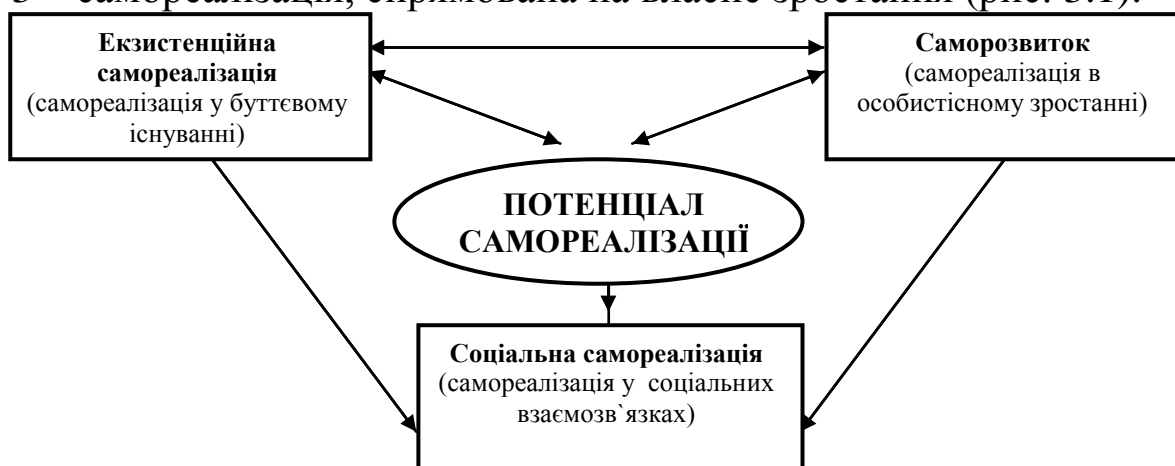 3 – самореалізація, спрямована на власне зростання (рис. 3.1).
Екзистенційна
самореалізація
(самореалізація у буттєвому
існуванні)
Саморозвиток
(самореалізація в
особистісному зростанні)
ПОТЕНЦІАЛ
САМОРЕАЛІЗАЦІЇ
Соціальна самореалізація
(самореалізація у соціальних
взаємозв`язках)